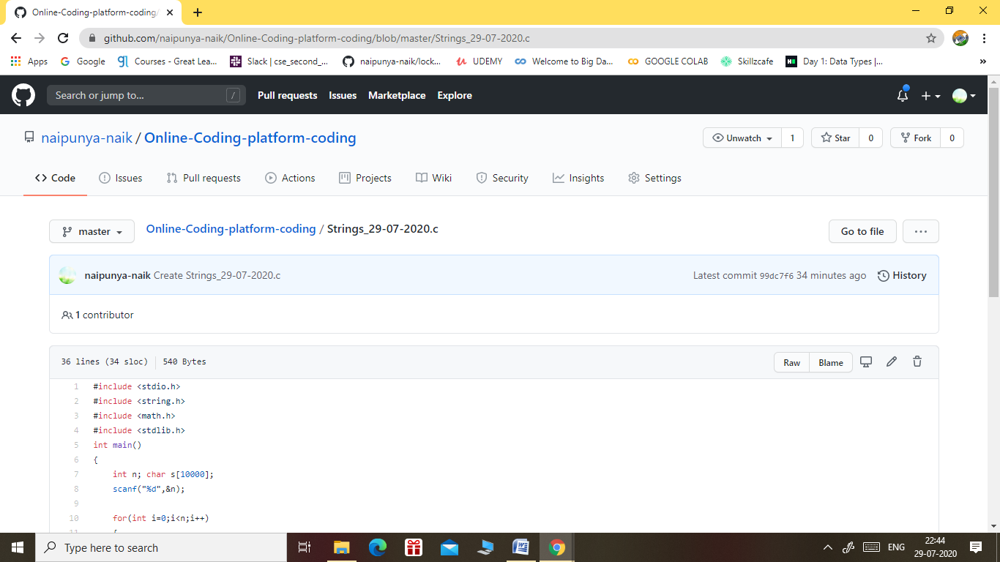 Online-Coding-platform-coding/
github.com/naipunya-naik/Online-Coding-platform-coding/blob/master/Strings_29-07-2020.c
Apps Google Courses - Great Lea... Slack | cse_second_... naipunya-naik/lock... UDEMY Welcome to Big Da... GOOGLE COLAB Skillzcafe Day 1: Data Types |... »
Search or jump to... / Pull requests Issues Marketplace Explore
naipunya-naik / Online-Coding-platform-coding Unwatch 1 Star 0 Fork 0
Code Issues Pull requests Actions Projects Wiki Security Insights Settings
master Online-Coding-platform-coding / Strings_29-07-2020.c Go to file ...
naipunya-naik Create Strings_29-07-2020.c Latest commit 99dc7f6 34 minutes ago History
1 contributor
36 lines (34 sloc) 540 Bytes Raw Blame
1 #include <stdio.h>
2 #include <string.h>
3 #include <math.h>
4 #include <stdlib.h>
5 int main()
6 {
7 int n; char s[10000];
8 scanf("%d",&n);
9
10 for(int i=0;i<n;i++)
11 {
Type here to search ENG 22:44
29-07-2020